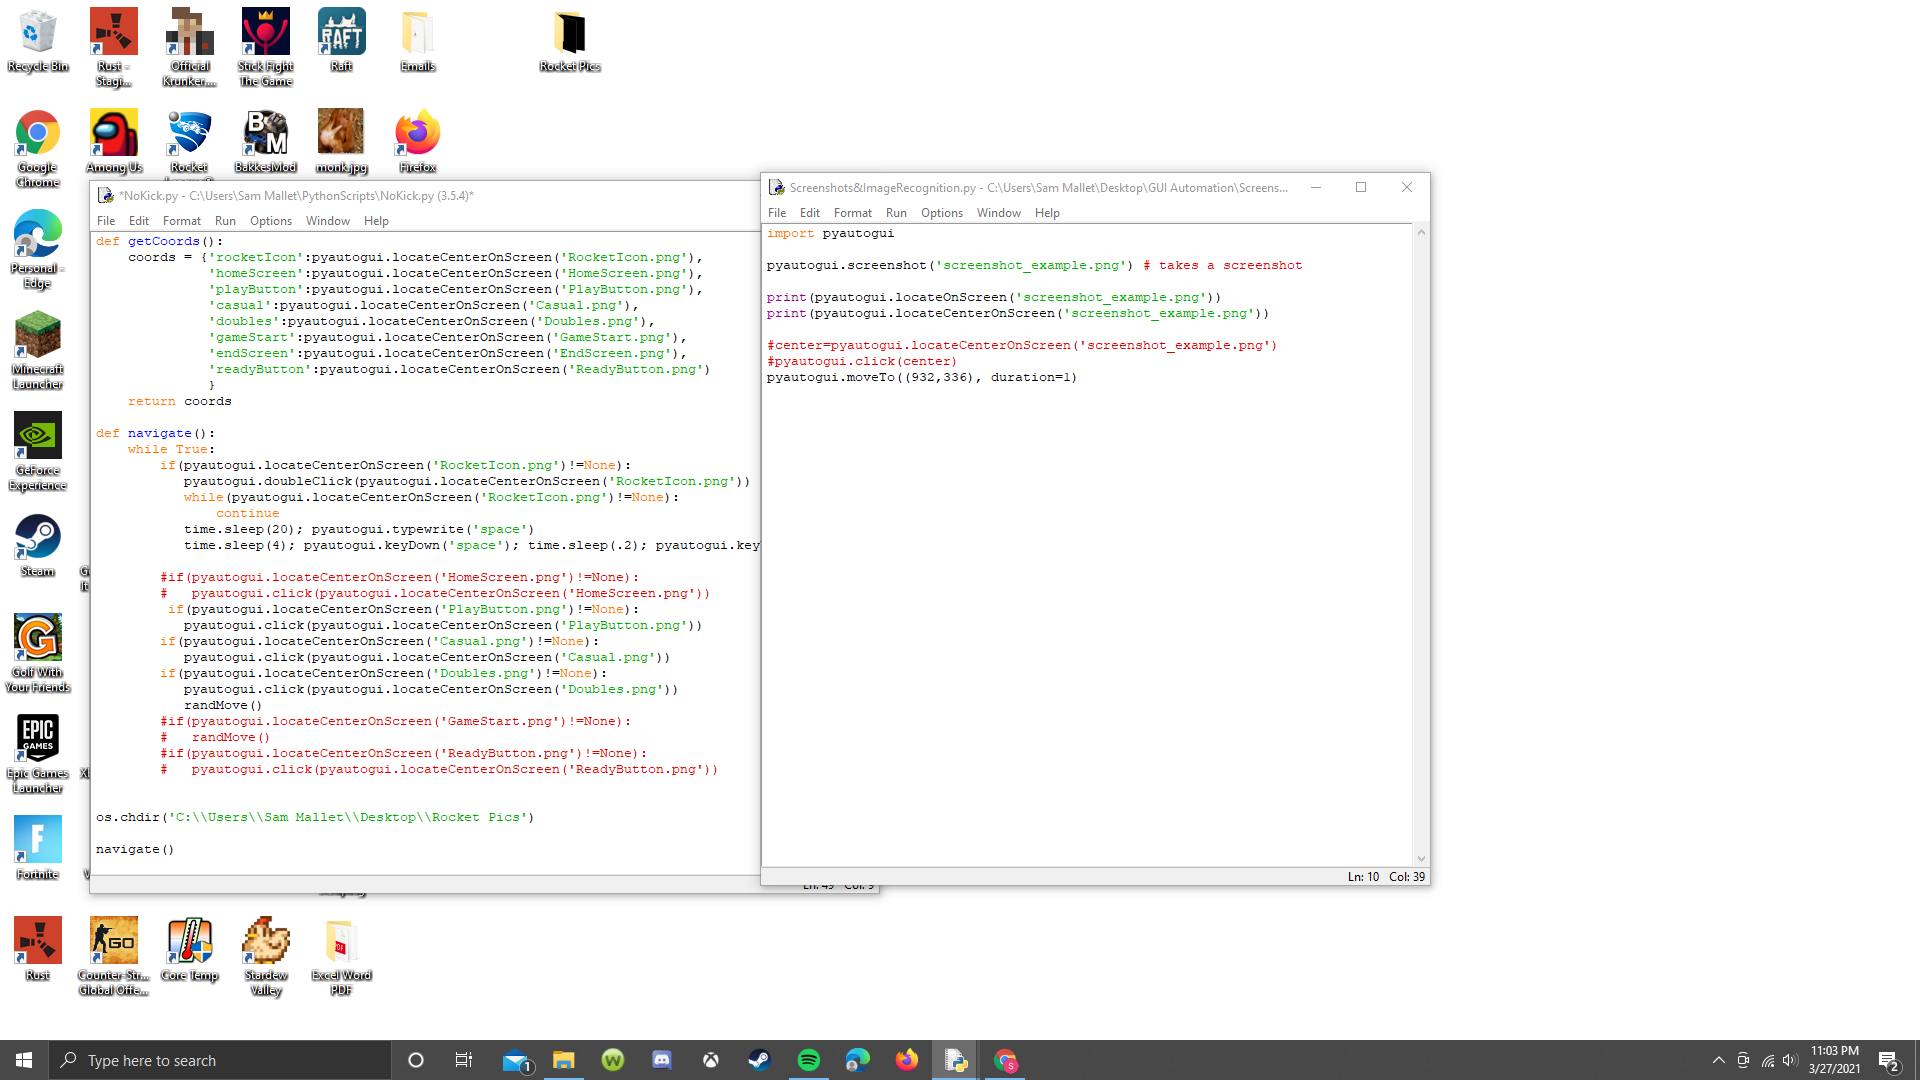 Recycle Bin
Rust -
Stagi...
Official
Krunker....
Stick Fight
The Game
RAFT
Raft
Emails
Rocket Pics
Google
Chrome
Among Us
Rocket
B
M
BakkesMod
monk.jpg
Firefox
Personal -
Edge
Minecraft
Launcher
GeForce
Experience
Steam
Golf With
Your Friends
EPIC
GAMES
Epic Games
Launcher
Fortnite
Rust
GO
Counter-Str...
Global Offe...
Core Temp
Stardew
Valley
PDF
Excel Word
PDF
*NoKick.py - C:\Users\Sam Mallet\PythonScripts\NoKick.py (3.5.4)*
File Edit Format Run Options Window Help
def getCoords():
    coords = {'rocketIcon':pyautogui.locateCenterOnScreen('RocketIcon.png'),
              'homeScreen':pyautogui.locateCenterOnScreen('HomeScreen.png'),
              'playButton':pyautogui.locateCenterOnScreen('PlayButton.png'),
              'casual':pyautogui.locateCenterOnScreen('Casual.png'),
              'doubles':pyautogui.locateCenterOnScreen('Doubles.png'),
              'gameStart':pyautogui.locateCenterOnScreen('GameStart.png'),
              'endScreen':pyautogui.locateCenterOnScreen('EndScreen.png'),
              'readyButton':pyautogui.locateCenterOnScreen('ReadyButton.png')
              }
    return coords
def navigate():
    while True:
        if(pyautogui.locateCenterOnScreen('RocketIcon.png')!=None):
           pyautogui.doubleClick(pyautogui.locateCenterOnScreen('RocketIcon.png'))
           while(pyautogui.locateCenterOnScreen('RocketIcon.png')!=None):
               continue
           time.sleep(20); pyautogui.typewrite('space')
           time.sleep(4); pyautogui.keyDown('space'); time.sleep(.2); pyautogui.key
        #if(pyautogui.locateCenterOnScreen('HomeScreen.png')!=None):
        #   pyautogui.click(pyautogui.locateCenterOnScreen('HomeScreen.png'))
         if(pyautogui.locateCenterOnScreen('PlayButton.png')!=None):
           pyautogui.click(pyautogui.locateCenterOnScreen('PlayButton.png'))
        if(pyautogui.locateCenterOnScreen('Casual.png')!=None):
           pyautogui.click(pyautogui.locateCenterOnScreen('Casual.png'))
        if(pyautogui.locateCenterOnScreen('Doubles.png')!=None):
           pyautogui.click(pyautogui.locateCenterOnScreen('Doubles.png'))
           randMove()
        #if(pyautogui.locateCenterOnScreen('GameStart.png')!=None):
        #   randMove()
        #if(pyautogui.locateCenterOnScreen('ReadyButton.png')!=None):
        #   pyautogui.click(pyautogui.locateCenterOnScreen('ReadyButton.png'))
os.chdir('C:\\Users\\Sam Mallet\\Desktop\\Rocket Pics')
navigate()
Ln: 49 Col: 9
Screenshots&ImageRecognition.py - C:\Users\Sam Mallet\Desktop\GUI Automation\Screens...
File Edit Format Run Options Window Help
import pyautogui
pyautogui.screenshot('screenshot_example.png') # takes a screenshot
print(pyautogui.locateOnScreen('screenshot_example.png'))
print(pyautogui.locateCenterOnScreen('screenshot_example.png'))
#center=pyautogui.locateCenterOnScreen('screenshot_example.png')
#pyautogui.click(center)
pyautogui.moveTo((932,336), duration=1)
Ln: 10 Col: 39
Type here to search
1
W
S
11:03 PM
3/27/2021
2